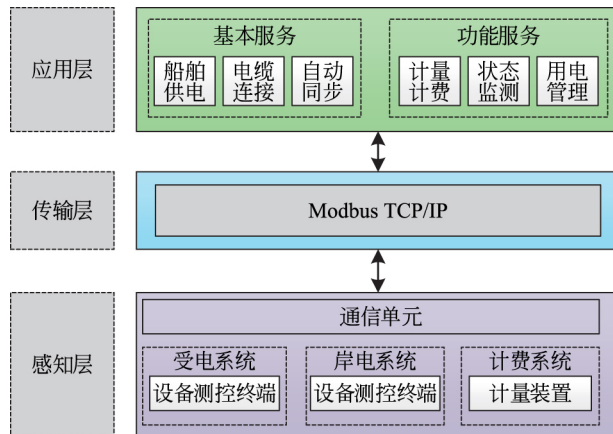 应用层
基本服务
船舶
供电
电缆
连接
自动
同步
功能服务
计量
计费
状态
监测
用电
管理
传输层
Modbus TCP/IP
感知层
通信单元
受电系统
设备测控终端
岸电系统
设备测控终端
计费系统
计量装置